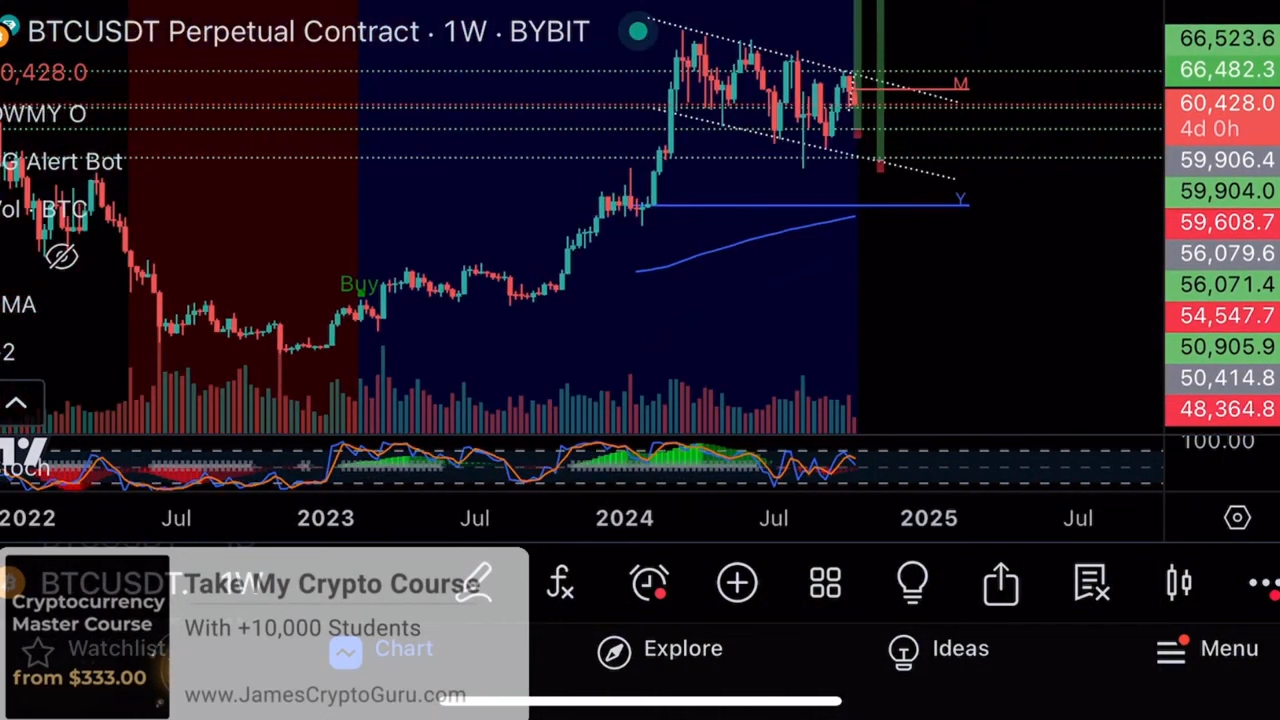 BTCUSDT Perpetual Contract · 1W · BYBIT
0,428.0
OWMY O
G Alert Bot
Vol · BTC
MA
2
Stoch
Buy
M
Y
66,523.6
66,482.3
60,428.0
4d 0h
59,906.4
59,904.0
59,608.7
56,079.6
56,071.4
54,547.7
50,905.9
50,414.8
48,364.8
100.00
2022 Jul 2023 Jul 2024 Jul 2025 Jul
BTCUSDT. 1W
Cryptocurrency
Master Course
from $333.00
Take My Crypto Course
With +10,000 Students
www.JamesCryptoGuru.com
Watchlist Chart Explore Ideas Menu